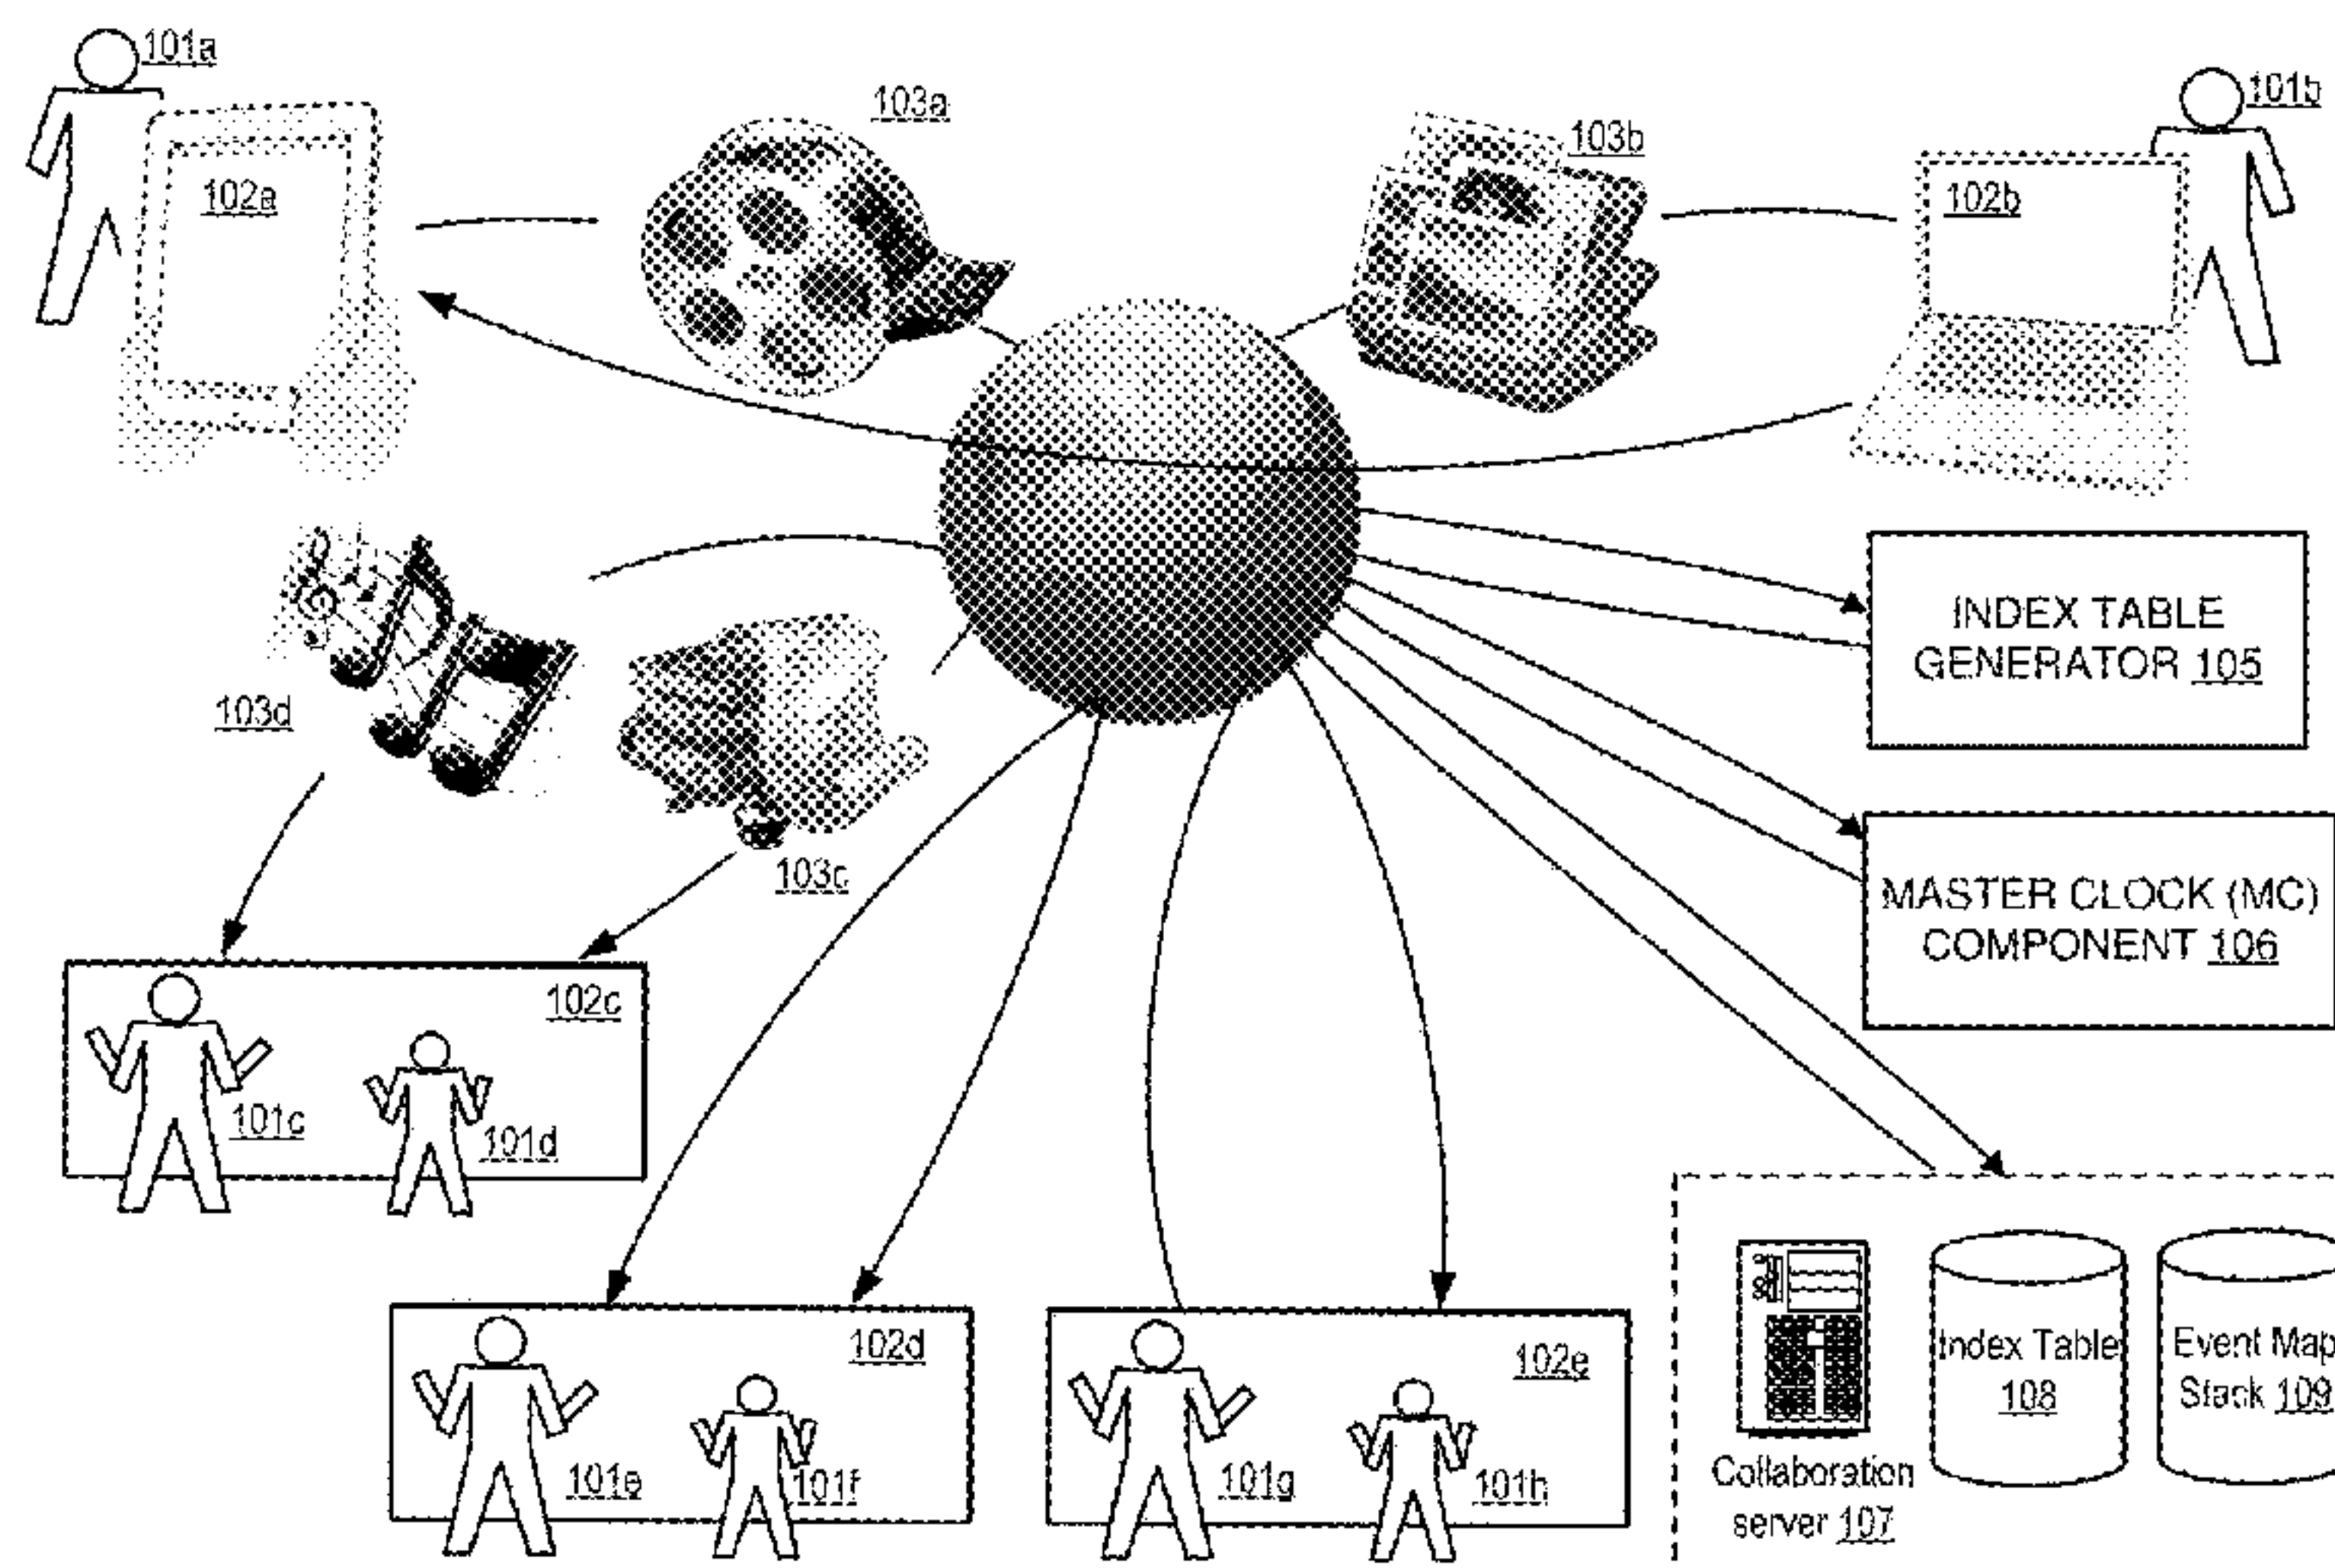 101a
103a
101b
103b
102a
102b
INDEX TABLE
GENERATOR 105
103d
103c
MASTER CLOCK (MC)
COMPONENT 106
102c
101c
101d
102d
102e
101e
101f
101g
101h
Index Table
108
Event Map
Stack 109
Collaboration
server 107